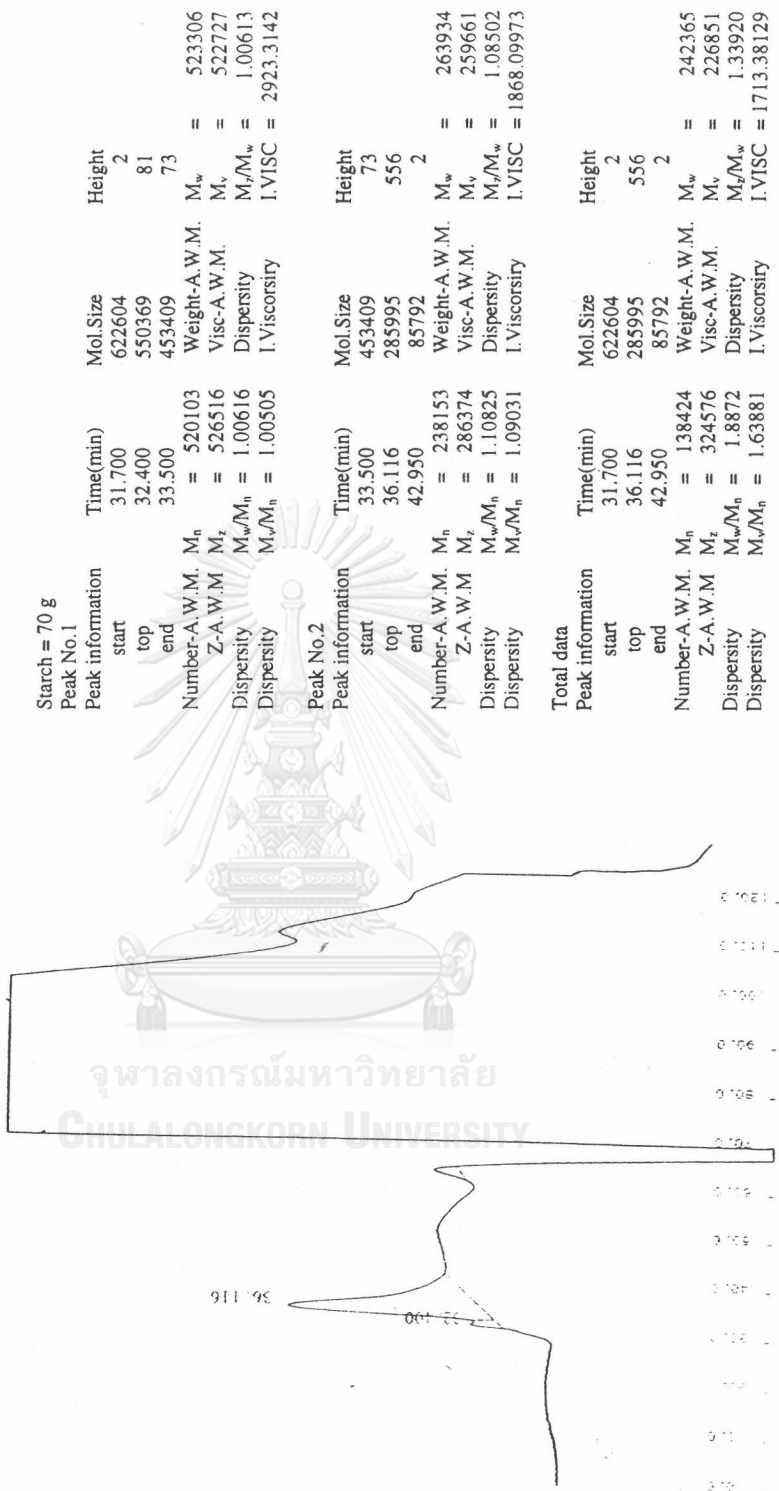 Starch = 70 g
Peak No.1
Peak information Time(min) Mol.Size Height
start 31.700 622604 2
top 32.400 550369 81
end 33.500 453409 73
Number-A.W.M. Mn = 520103 Weight-A.W.M. Mw = 523306
Z-A.W.M Mz = 526516 Visc-A.W.M. Mv = 522727
Dispersity Mw/Mn = 1.00616 Dispersity Mz/Mw = 1.00613
Dispersity Mv/Mn = 1.00505 I.Viscorsiry I.VISC = 2923.3142
Peak No.2
Peak information Time(min) Mol.Size Height
start 33.500 453409 73
top 36.116 285995 556
end 42.950 85792 2
Number-A.W.M. Mn = 238153 Weight-A.W.M. Mw = 263934
Z-A.W.M Mz = 286374 Visc-A.W.M. Mv = 259661
Dispersity Mw/Mn = 1.10825 Dispersity Mz/Mw = 1.08502
Dispersity Mv/Mn = 1.09031 I.Viscorsiry I.VISC = 1868.09973
Total data
Peak information Time(min) Mol.Size Height
start 31.700 622604 2
top 36.116 285995 556
end 42.950 85792 2
Number-A.W.M. Mn = 138424 Weight-A.W.M. Mw = 242365
Z-A.W.M Mz = 324576 Visc-A.W.M. Mv = 226851
Dispersity Mw/Mn = 1.8872 Dispersity Mz/Mw = 1.33920
Dispersity Mv/Mn = 1.63881 I.Viscorsiry I.VISC = 1713.38129
36.116
จุฬาลงกรณ์มหาวิทยาลัย
CHULALONGKORN UNIVERSITY